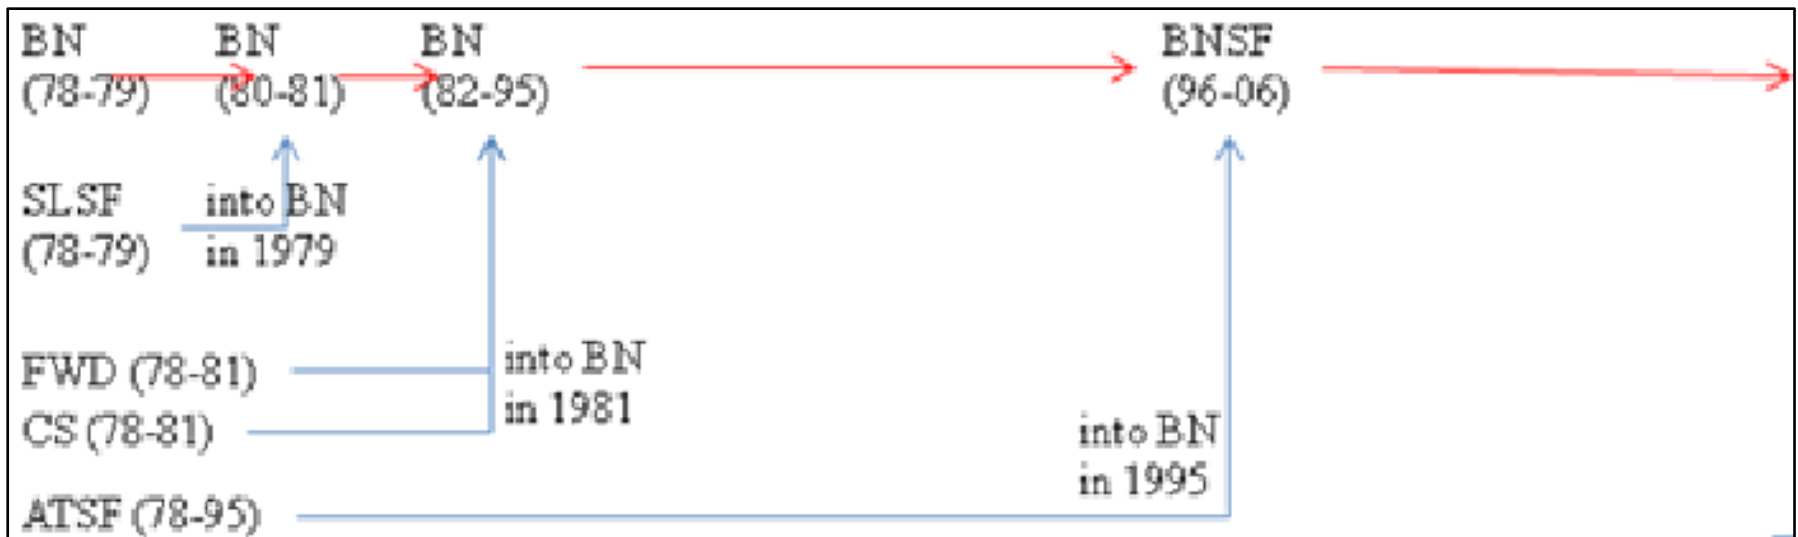 BN BN BN BNSF
(78-79) (80-81) (82-95) (96-06)
SLSF into BN
(78-79) in 1979
FWD (78-81) into BN
CS (78-81) in 1981
into BN
in 1995
ATSF (78-95)